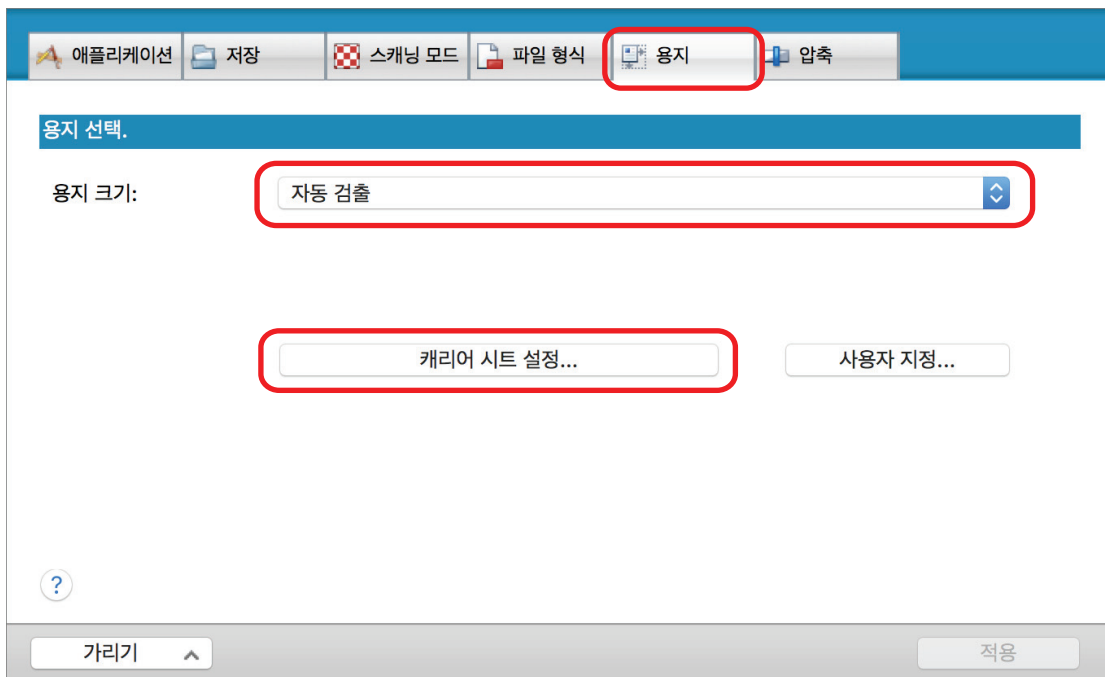 애플리케이션 저장 스캐닝 모드 파일 형식 용지 압축
용지 선택.
용지 크기: 자동 검출
캐리어 시트 설정... 사용자 지정...
?
가리기 적용